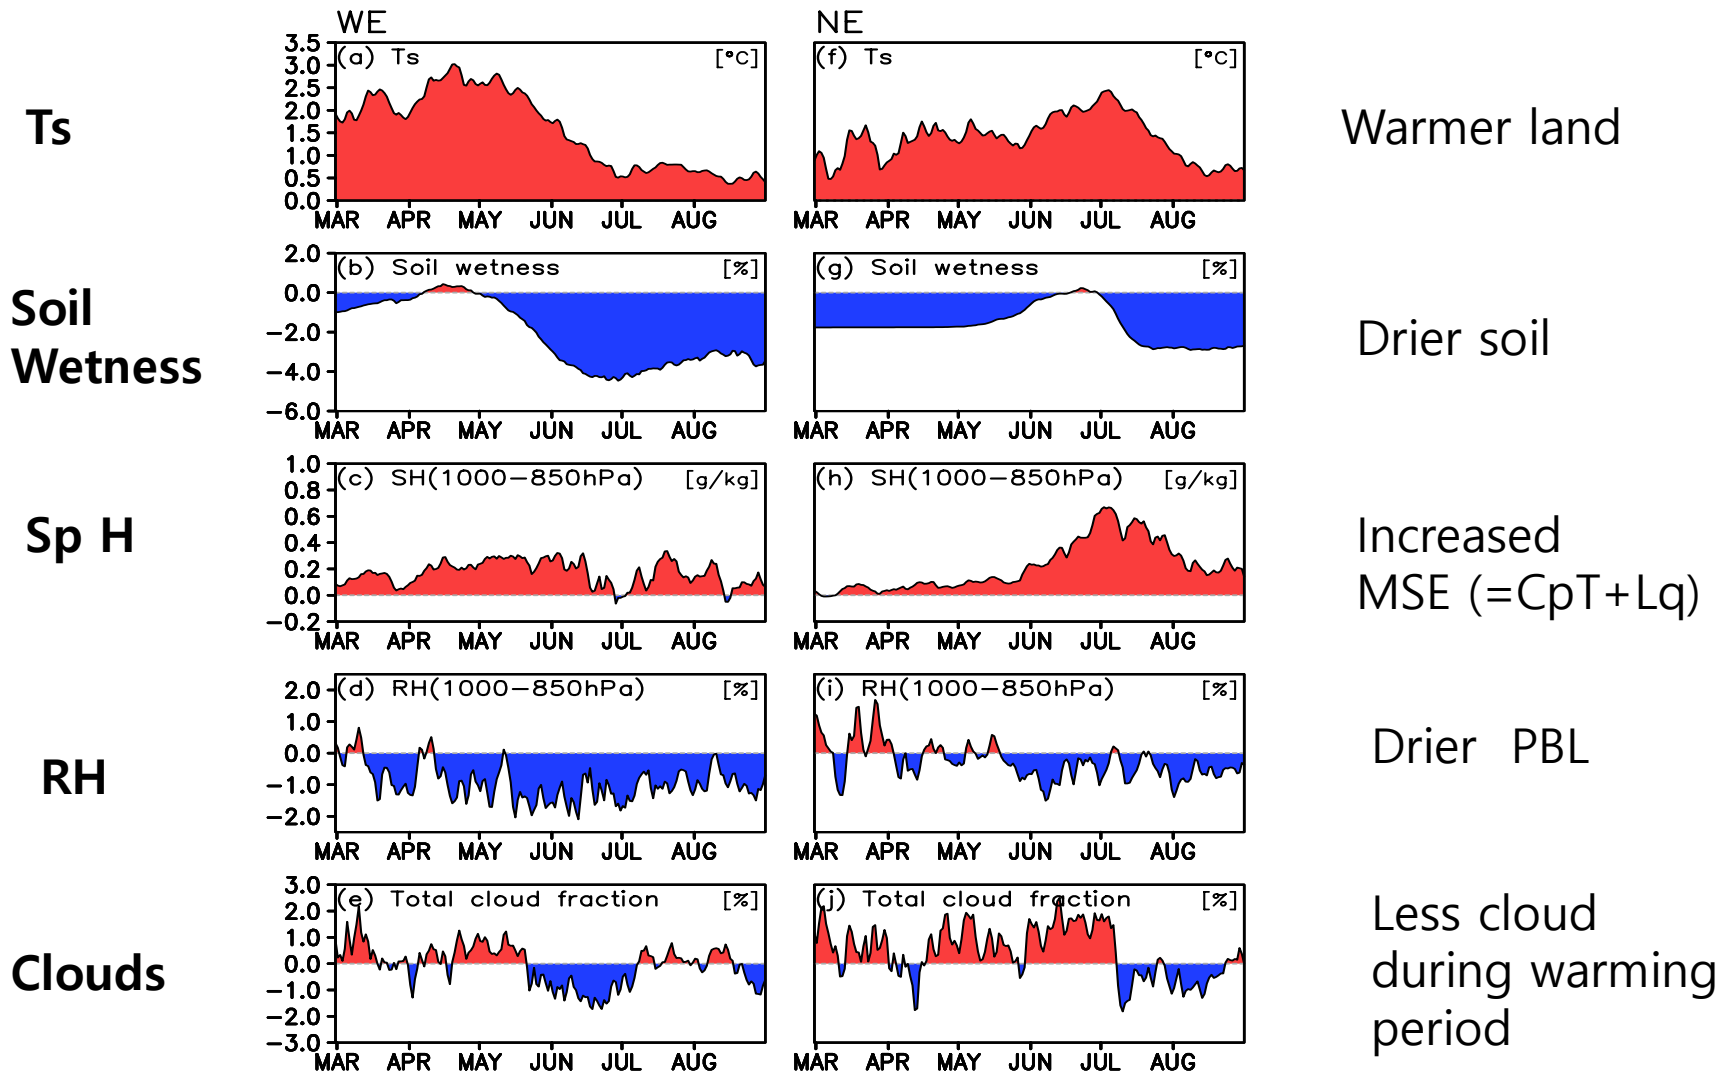 WE NE
Ts
(a) Ts [°C]
3.5
3.0
2.5
2.0
1.5
1.0
0.5
0.0
MAR APR MAY JUN JUL AUG
(f) Ts [°C]
MAR APR MAY JUN JUL AUG
Warmer land
Soil
Wetness
(b) Soil wetness [%]
2.0
0.0
−2.0
−4.0
−6.0
MAR APR MAY JUN JUL AUG
(g) Soil wetness [%]
MAR APR MAY JUN JUL AUG
Drier soil
Sp H
(c) SH(1000−850hPa) [g/kg]
1.0
0.8
0.6
0.4
0.2
0.0
−0.2
MAR APR MAY JUN JUL AUG
(h) SH(1000−850hPa) [g/kg]
MAR APR MAY JUN JUL AUG
Increased
MSE (=CpT+Lq)
RH
(d) RH(1000−850hPa) [%]
2.0
1.0
0.0
−1.0
−2.0
MAR APR MAY JUN JUL AUG
(i) RH(1000−850hPa) [%]
MAR APR MAY JUN JUL AUG
Drier PBL
Clouds
(e) Total cloud fraction [%]
3.0
2.0
1.0
0.0
−1.0
−2.0
−3.0
MAR APR MAY JUN JUL AUG
(j) Total cloud fraction [%]
MAR APR MAY JUN JUL AUG
Less cloud
during warming
period